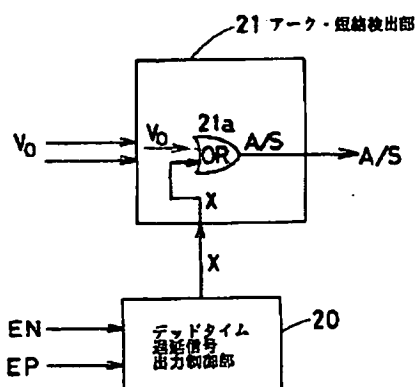 21 アーク・短絡検出部
V₀
V₀
21a
OR
A/S
A/S
X
X
EN
EP
デッドタイム
遅延信号
出力制御部
20